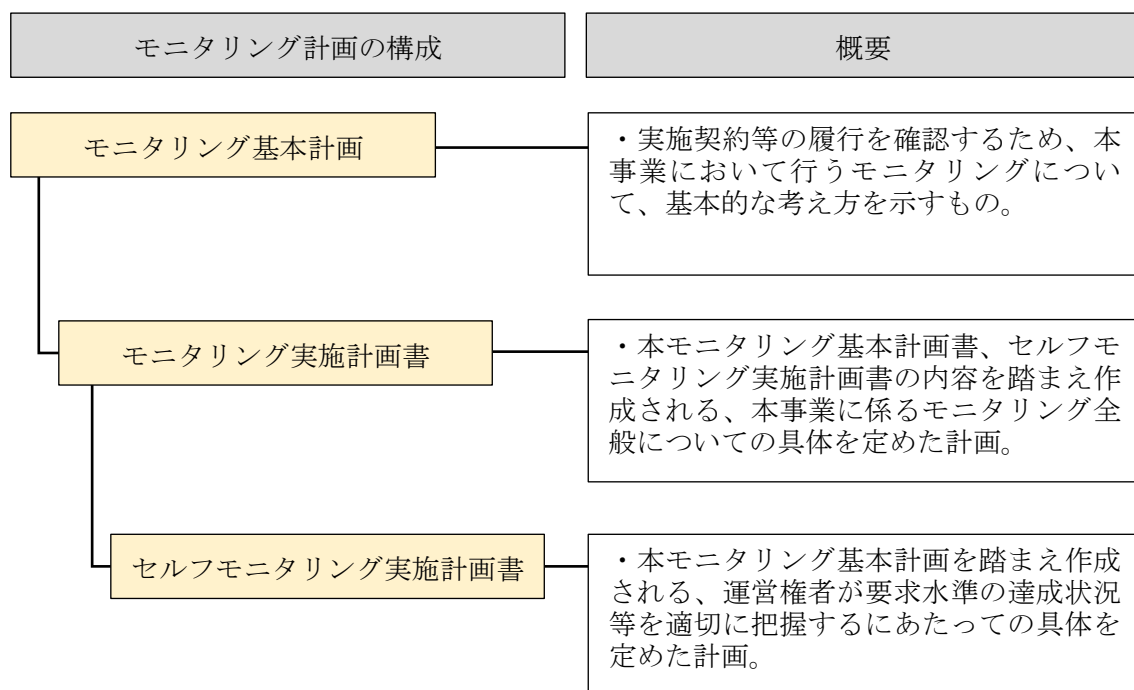 モニタリング計画の構成
概要
モニタリング基本計画
・実施契約等の履行を確認するため、本
事業において行うモニタリングについ
て、基本的な考え方を示すもの。
モニタリング実施計画書
・本モニタリング基本計画書、セルフモ
ニタリング実施計画書の内容を踏まえ作
成される、本事業に係るモニタリング全
般についての具体を定めた計画。
セルフモニタリング実施計画書
・本モニタリング基本計画を踏まえ作成
される、運営権者が要求水準の達成状況
等を適切に把握するにあたっての具体を
定めた計画。